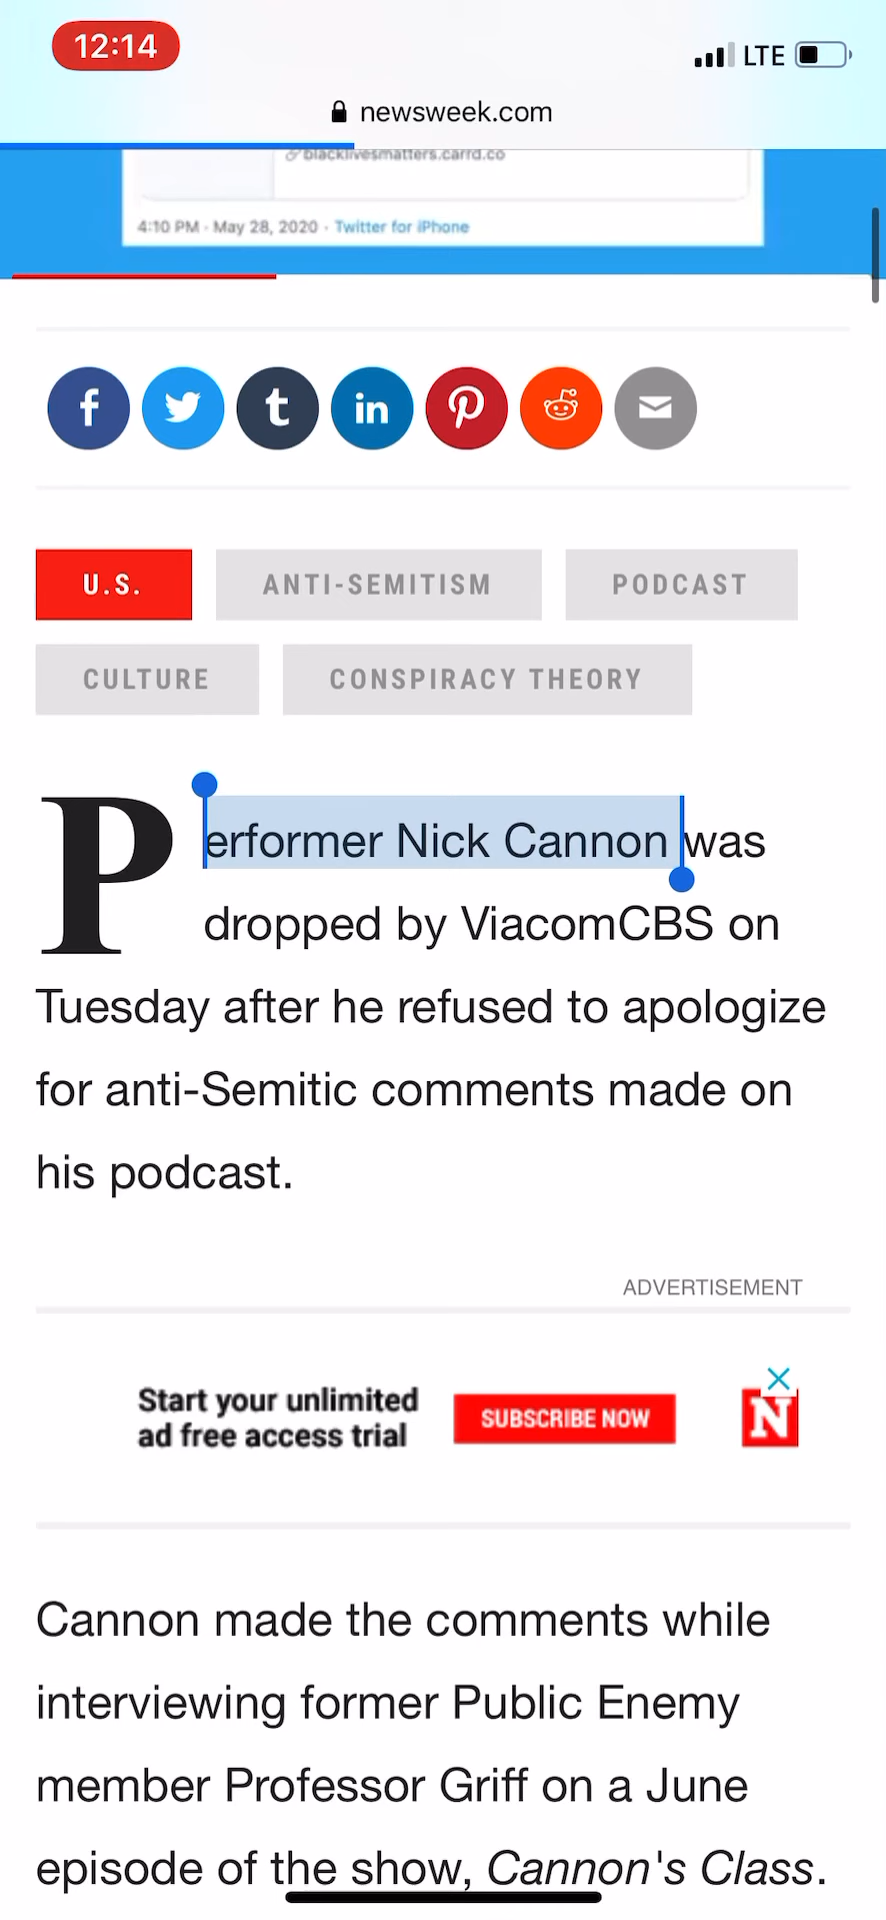 12:14
LTE
newsweek.com
blacklivesmatters.carrd.co
4:10 PM · May 28, 2020 · Twitter for iPhone
U.S.
ANTI-SEMITISM
PODCAST
CULTURE
CONSPIRACY THEORY
Performer Nick Cannon was
dropped by ViacomCBS on
Tuesday after he refused to apologize
for anti-Semitic comments made on
his podcast.
ADVERTISEMENT
Start your unlimited
ad free access trial
SUBSCRIBE NOW
N
Cannon made the comments while
interviewing former Public Enemy
member Professor Griff on a June
episode of the show, Cannon's Class.